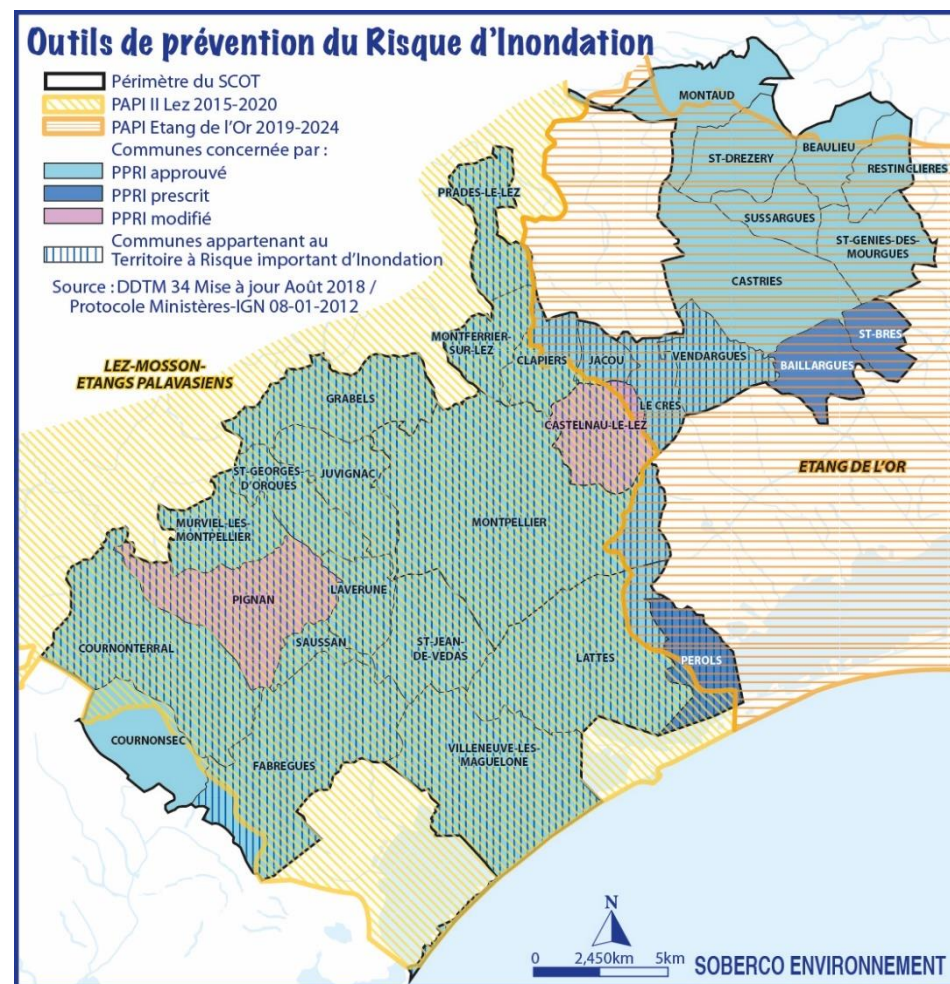 Outils de prévention du Risque d'Inondation
Périmètre du SCOT
PAPI II Lez 2015-2020
PAPI Etang de l'Or 2019-2024
Communes concernée par :
PPRI approuvé
PPRI prescrit
PPRI modifié
Communes appartenant au
Territoire à Risque important d'Inondation
Source : DDTM 34 Mise à jour Août 2018 /
Protocole Ministères-IGN 08-01-2012
MONTAUD
BEAULIEU
ST-DREZERY
RESTINCLIERES
PRADES-LE-LEZ
SUSSARGUES
ST-GENIES-DES-
MOURGUES
CASTRIES
ST-BRES
MONTFERRIER-
SUR-LEZ
CLAPIERS
JACOU
VENDARGUES
BAILLARGUES
LEZ-MOSSON-
ETANGS PALAVASIENS
GRABELS
LE CRES
CASTELNAU-LE-LEZ
ST-GEORGES-
D'ORQUES
JUVIGNAC
ETANG DE L'OR
MURVIEL-LES-
MONTPELLIER
MONTPELLIER
PIGNAN
LAVERUNE
COURNONTERRAL
SAUSSAN
ST-JEAN-
DE-VEDAS
LATTES
PEROLS
COURNONSEC
FABREGUES
VILLENEUVE-LES-
MAGUELONE
N
0 2,450km 5km
SOBERCO ENVIRONNEMENT